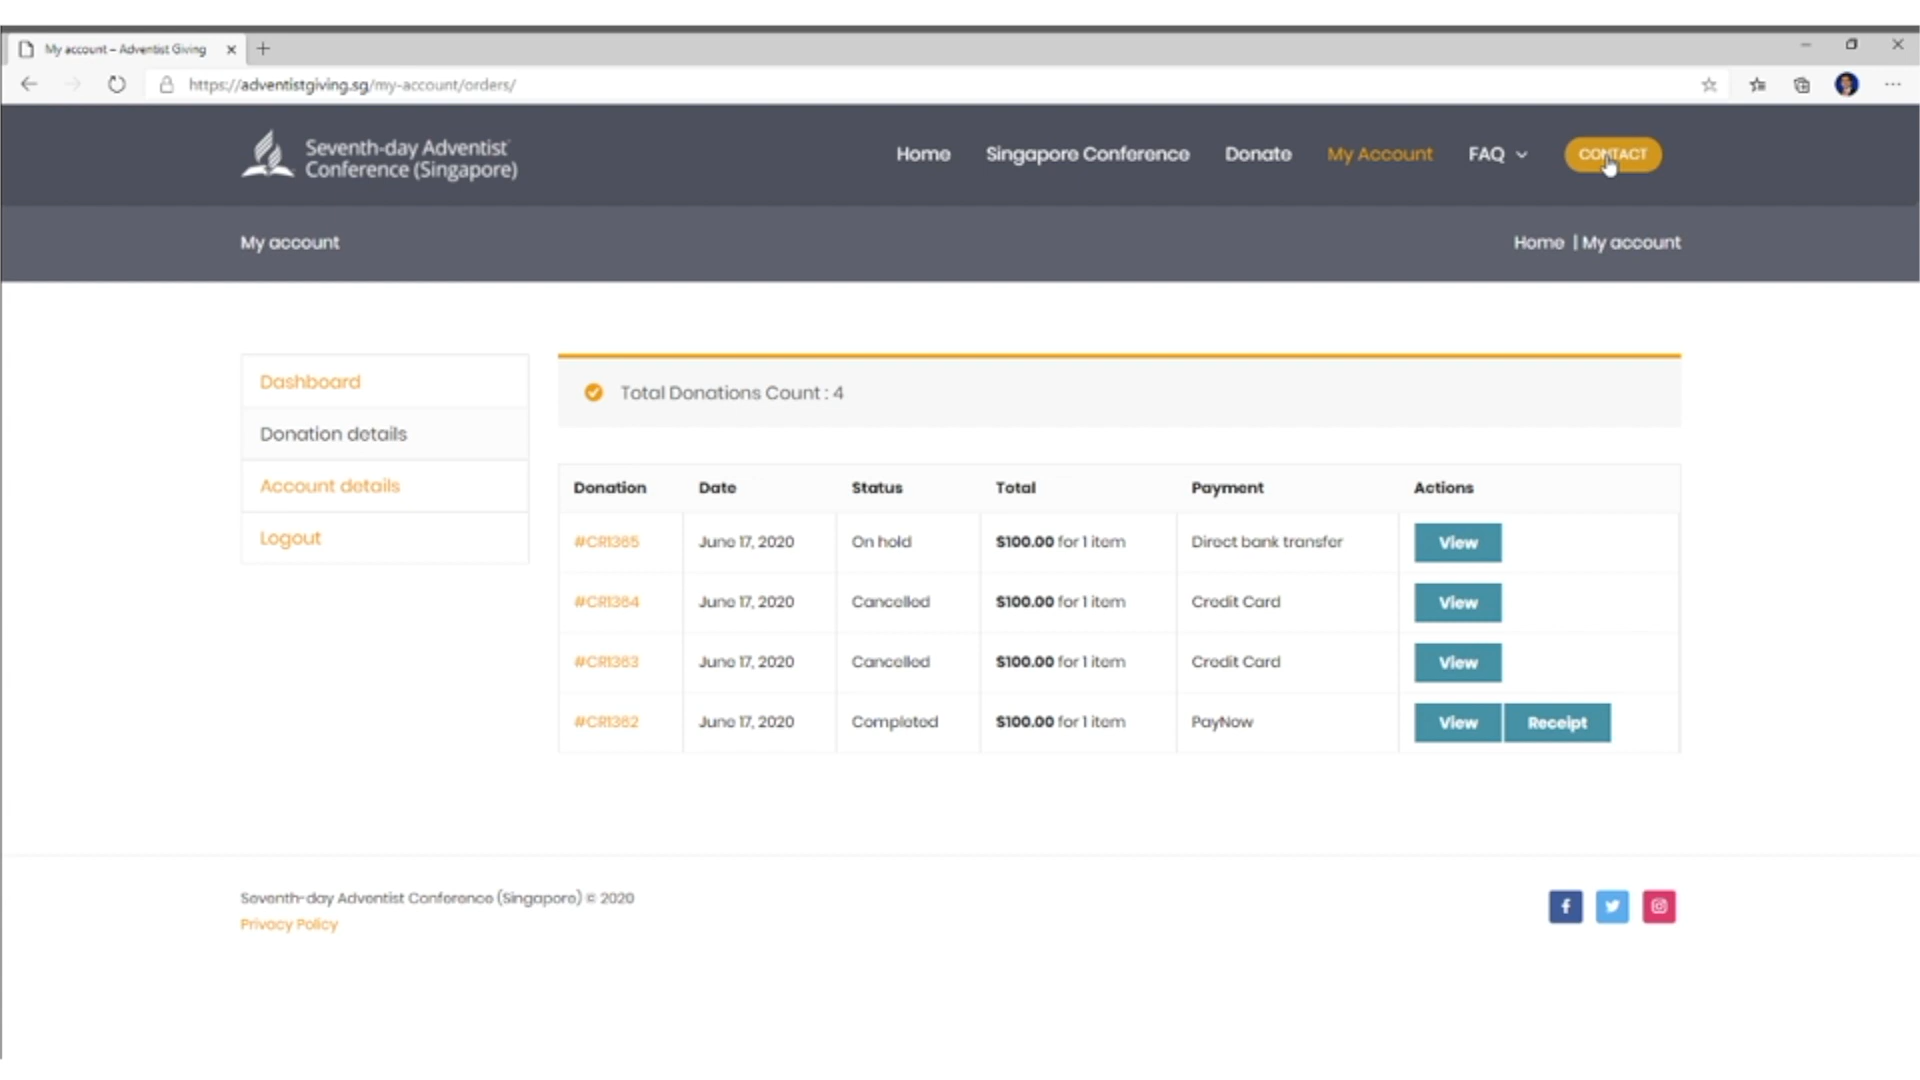 My account – Adventist Giving
https://adventistgiving.sg/my-account/orders/
Seventh-day Adventist
Conference (Singapore)
Home Singapore Conference Donate My Account FAQ CONTACT
My account
Home | My account
Dashboard
Donation details
Account details
Logout
Total Donations Count : 4
Donation Date Status Total Payment Actions
#CR1365 June 17, 2020 On hold $100.00 for 1 item Direct bank transfer View
#CR1364 June 17, 2020 Cancelled $100.00 for 1 item Credit Card View
#CR1363 June 17, 2020 Cancelled $100.00 for 1 item Credit Card View
#CR1362 June 17, 2020 Completed $100.00 for 1 item PayNow View Receipt
Seventh-day Adventist Conference (Singapore) © 2020
Privacy Policy